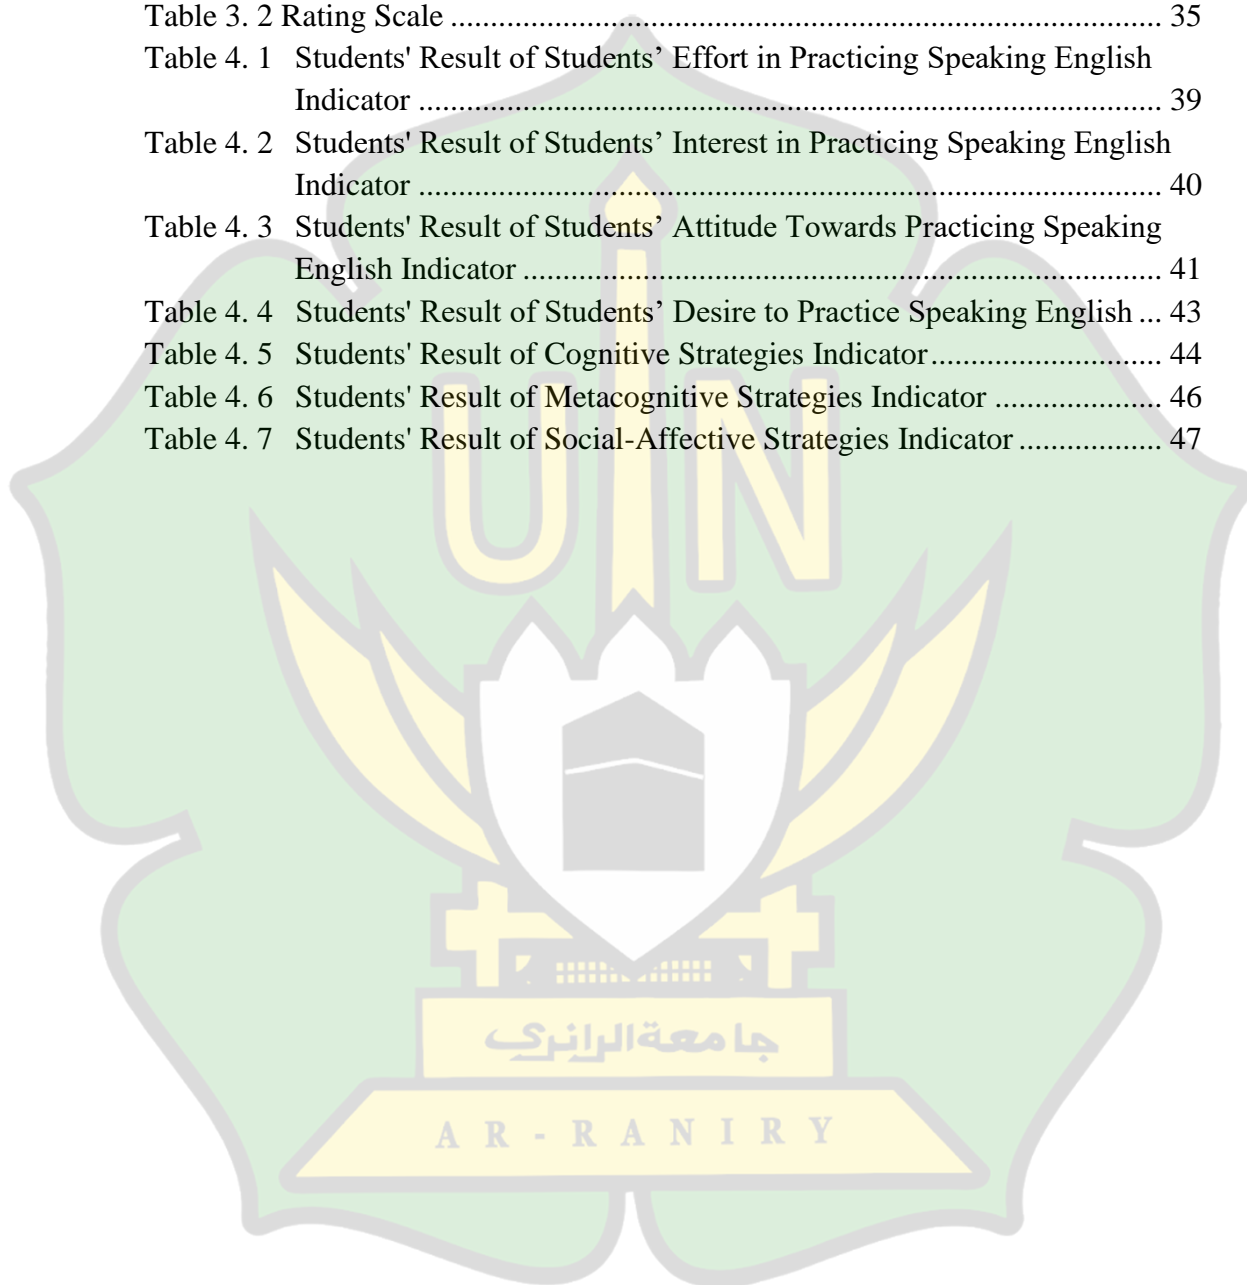 Table 3. 2 Rating Scale ........................................................................................ 35
Table 4. 1 Students' Result of Students’ Effort in Practicing Speaking English
Indicator ............................................................................................ 39
Table 4. 2 Students' Result of Students’ Interest in Practicing Speaking English
Indicator ............................................................................................ 40
Table 4. 3 Students' Result of Students’ Attitude Towards Practicing Speaking
English Indicator ............................................................................... 41
Table 4. 4 Students' Result of Students’ Desire to Practice Speaking English ... 43
Table 4. 5 Students' Result of Cognitive Strategies Indicator ............................. 44
Table 4. 6 Students' Result of Metacognitive Strategies Indicator ..................... 46
Table 4. 7 Students' Result of Social-Affective Strategies Indicator .................. 47
UIN
جامعة الرانري
AR-RANIRY